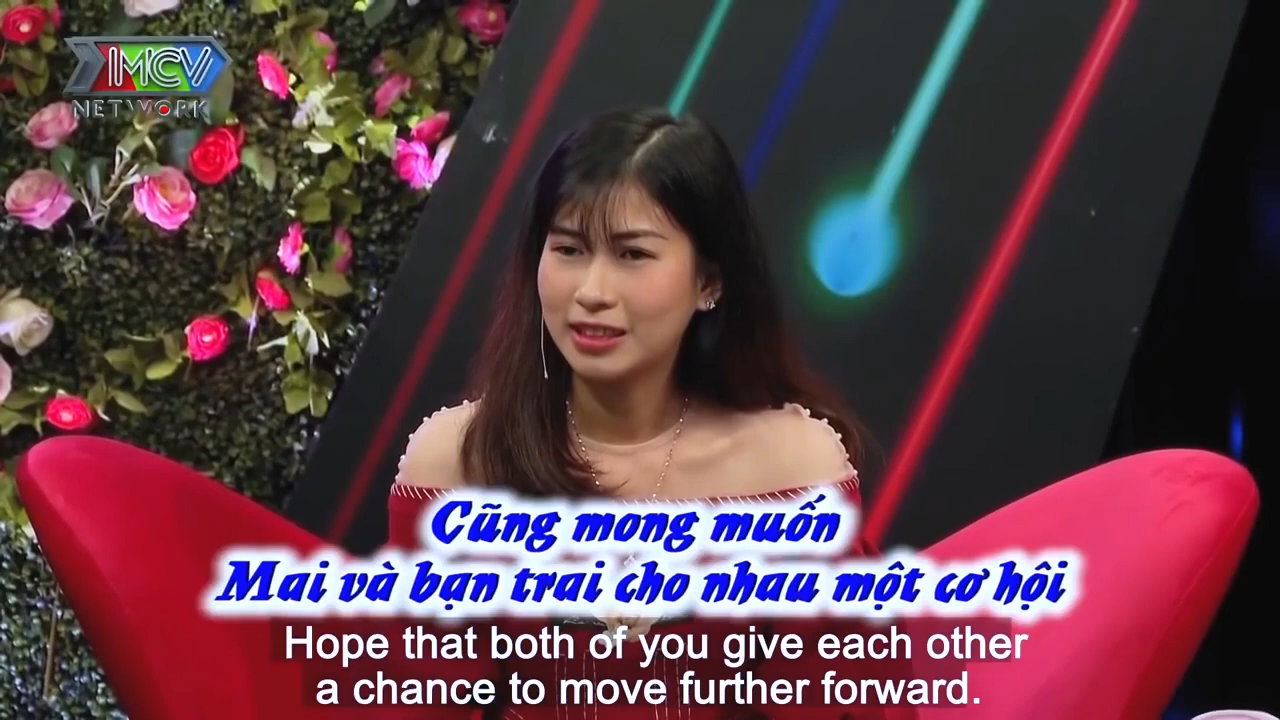 MCV
NETWORK
Cũng mong muốn
Mai và bạn trai cho nhau một cơ hội
Hope that both of you give each other
a chance to move further forward.